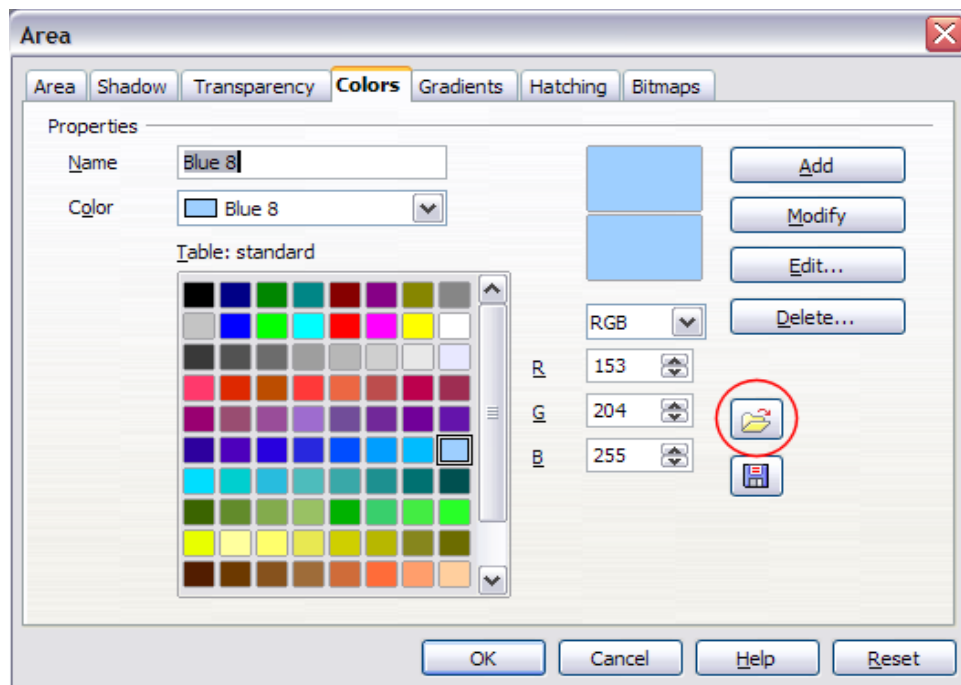 Area
Area Shadow Transparency Colors Gradients Hatching Bitmaps
Properties
Name Blue 8 Add
Color Blue 8 Modify
Table: standard Edit...
RGB Delete...
R 153
G 204
B 255
OK Cancel Help Reset